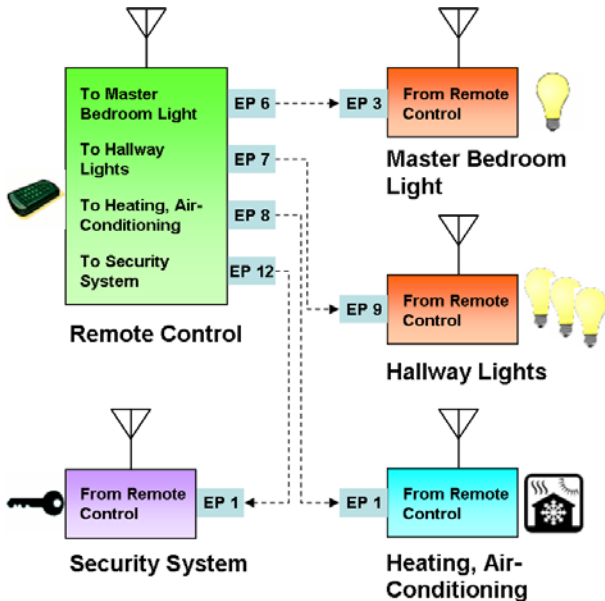 To Master
Bedroom Light
EP 6
To Hallway
Lights
EP 7
To Heating, Air-
Conditioning
EP 8
To Security
System
EP 12
Remote Control
EP 3
From Remote
Control
Master Bedroom
Light
EP 9
From Remote
Control
Hallway Lights
From Remote
Control
EP 1
Security System
EP 1
From Remote
Control
Heating, Air-
Conditioning